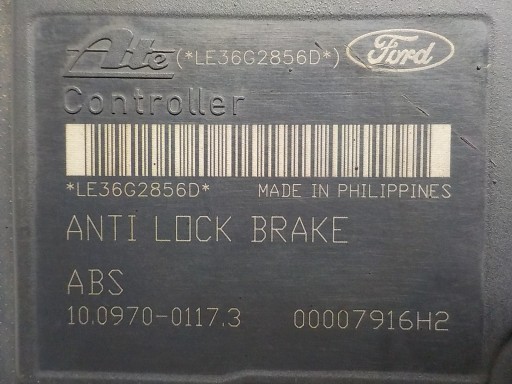 Ate (*LE36G2856D*) Ford
Controller
*LE36G2856D* MADE IN PHILIPPINES
ANTI LOCK BRAKE
ABS
10.0970-0117.3 00007916H2